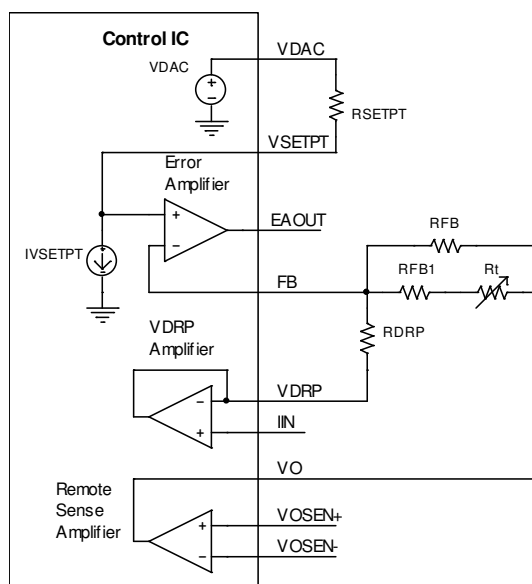 Control IC
VDAC
VDAC
+
−
RSETPT
VSETPT
Error
Amplifier
+
−
EAOUT
IVSETPT
RFB
FB
RFB1
Rt
RDRP
VDRP
Amplifier
−
VDRP
+
IIN
VO
Remote
Sense
Amplifier
+
VOSEN+
−
VOSEN-